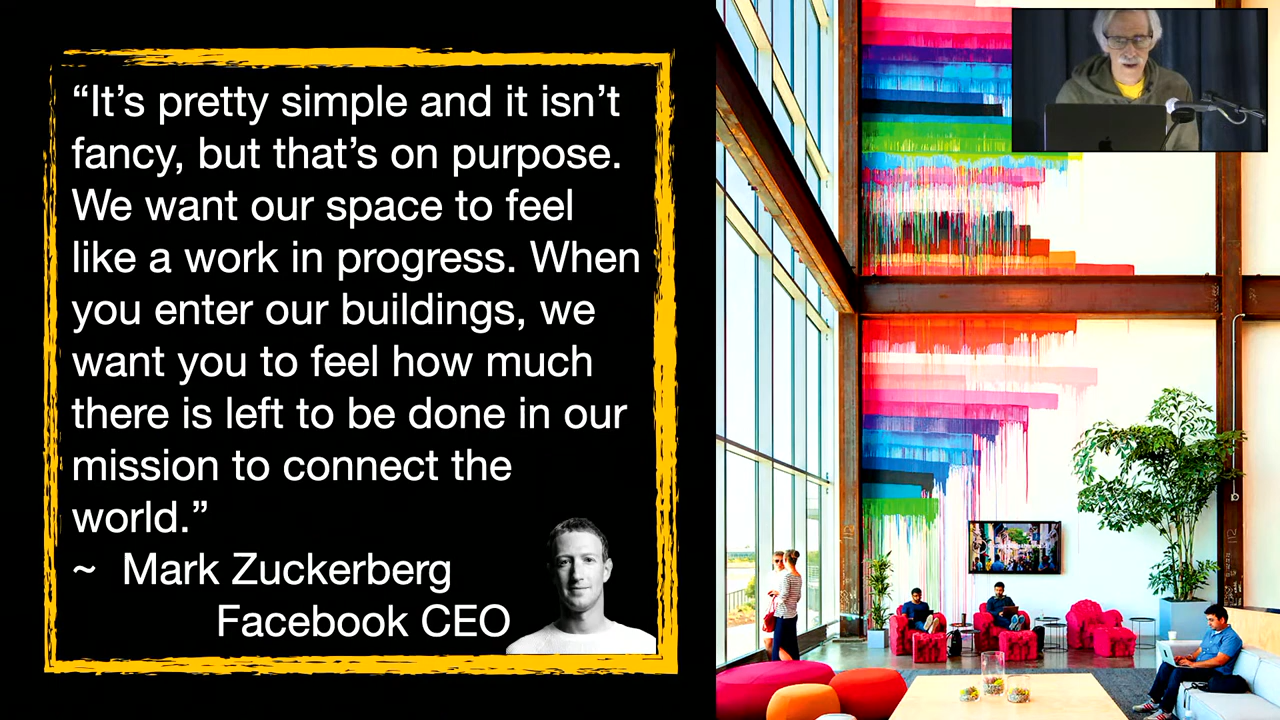 “It’s pretty simple and it isn’t
fancy, but that’s on purpose.
We want our space to feel
like a work in progress. When
you enter our buildings, we
want you to feel how much
there is left to be done in our
mission to connect the
world.”
~ Mark Zuckerberg
Facebook CEO